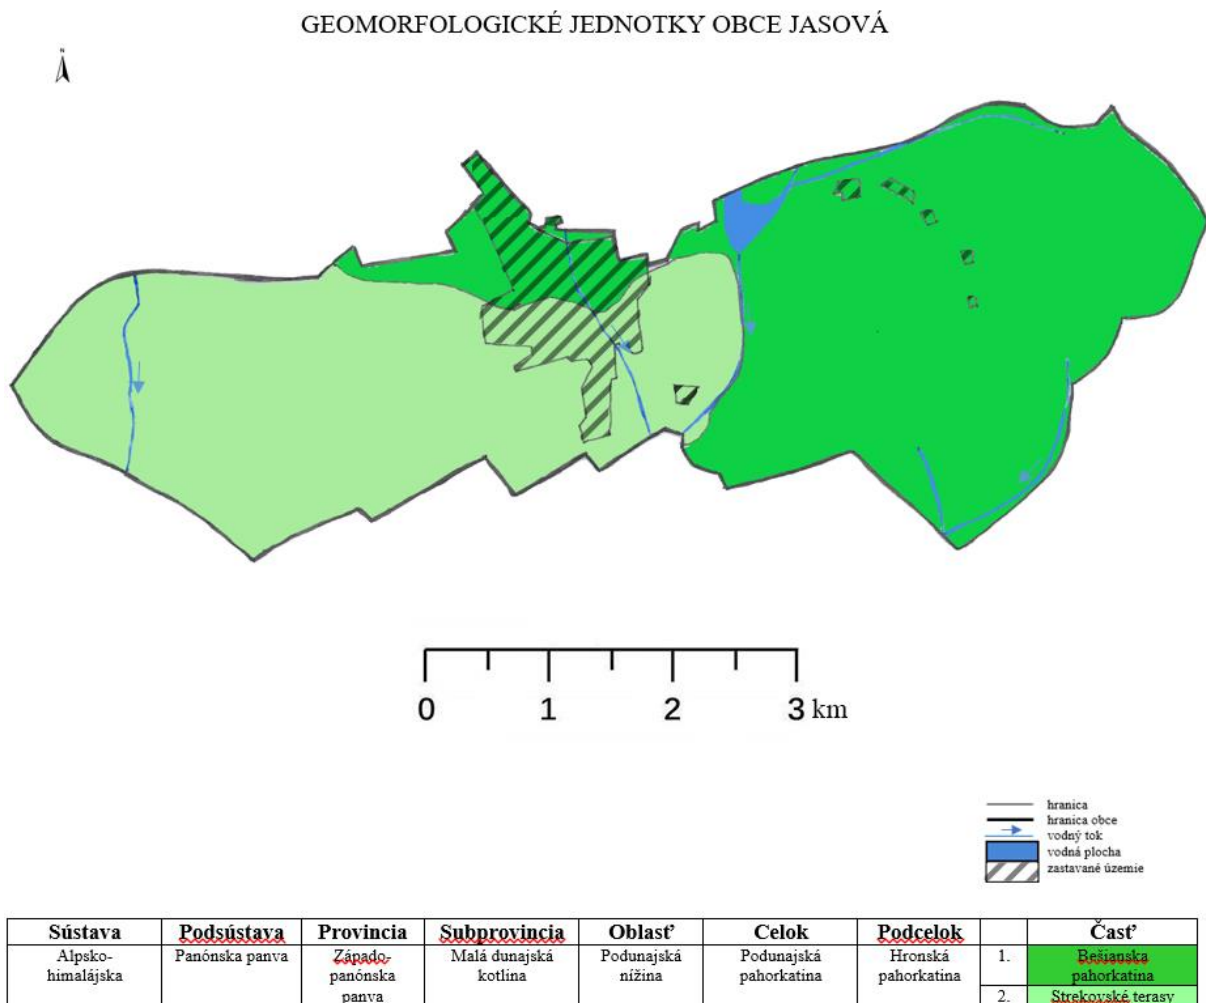 GEOMORFOLOGICKÉ JEDNOTKY OBCE JASOVÁ
N
0 1 2 3 km
hranica
hranica obce
vodný tok
vodná plocha
zastavané územie
Sústava Podsústava Provincia Subprovincia Oblasť Celok Podcelok Časť
Alpsko- Panónska panva Západo- Malá dunajská Podunajská Podunajská Hronská 1. Bešianska
himalájska panónska kotlina nížina pahorkatina pahorkatina pahorkatina
panva 2. Strekovské terasy